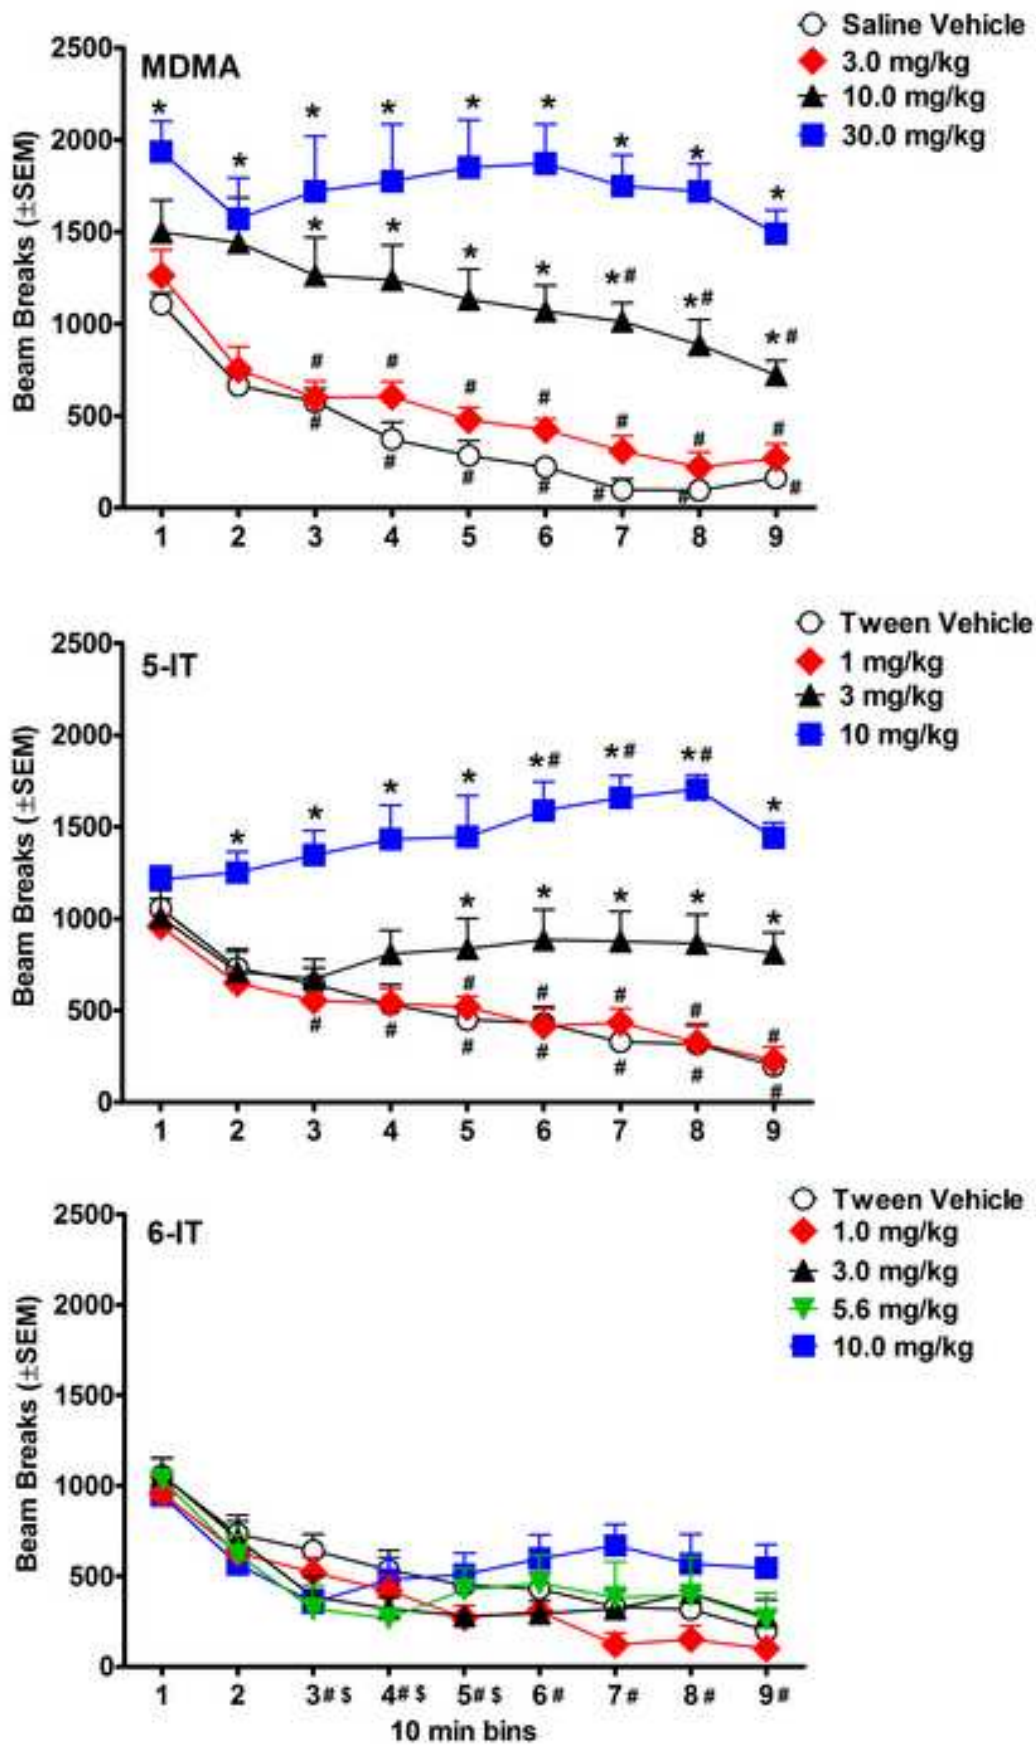 Saline Vehicle
3.0 mg/kg
10.0 mg/kg
30.0 mg/kg
MDMA
Beam Breaks (±SEM)
2500
2000
1500
1000
500
0
* * * * * * * * *
* * * * *# *# *#
# # # # # # #
# # # # # # #
1 2 3 4 5 6 7 8 9
Tween Vehicle
1 mg/kg
3 mg/kg
10 mg/kg
5-IT
Beam Breaks (±SEM)
2500
2000
1500
1000
500
0
* * * * *# *# *# *
* * * * *
# # # # #
# # # # # # #
1 2 3 4 5 6 7 8 9
Tween Vehicle
1.0 mg/kg
3.0 mg/kg
5.6 mg/kg
10.0 mg/kg
6-IT
Beam Breaks (±SEM)
2500
2000
1500
1000
500
0
1 2 3# $ 4# $ 5# $ 6# 7# 8# 9#
10 min bins